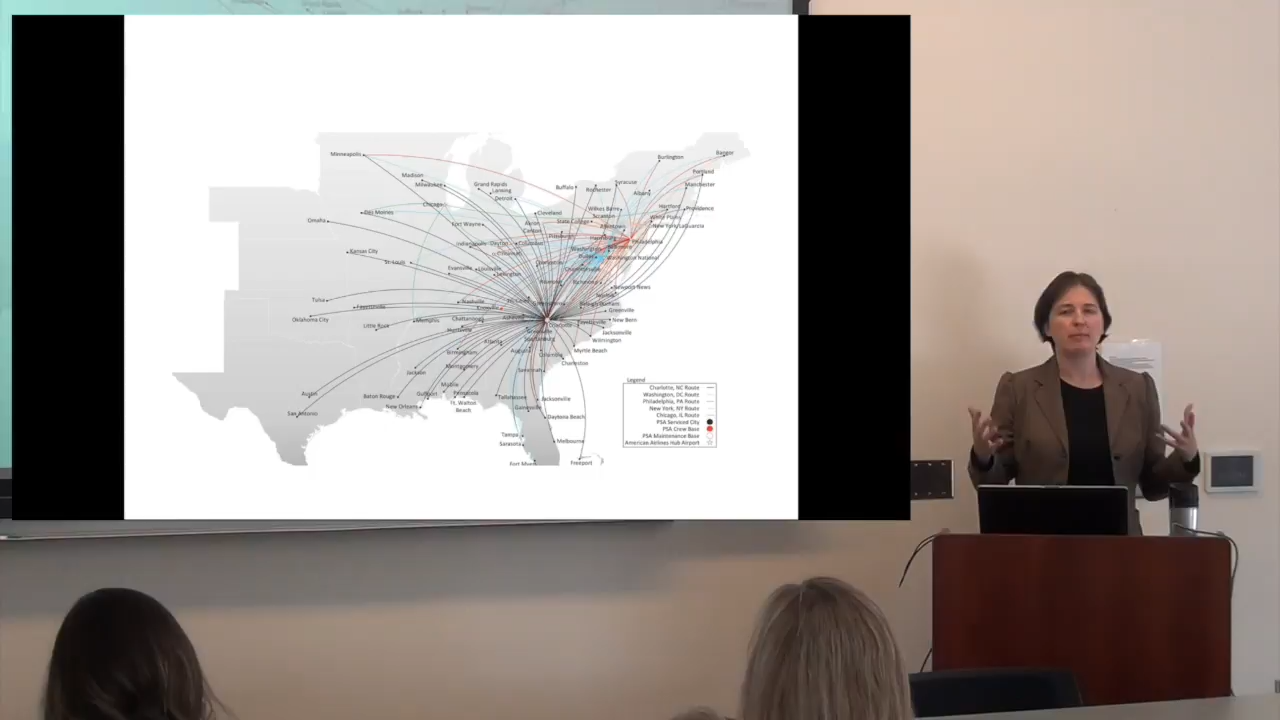 Minneapolis
Burlington
Bangor
Portland
Madison
Milwaukee
Grand Rapids
Lansing
Detroit
Buffalo
Rochester
Syracuse
Albany
Manchester
Chicago
Des Moines
Omaha
Fort Wayne
Cleveland
Akron
Canton
State College
Wilkes Barre
Scranton
Hartford
Providence
White Plains
New York/LaGuardia
Philadelphia
Pittsburgh
Harrisburg
Indianapolis
Dayton
Columbus
Cincinnati
Washington
Dulles
Washington National
Kansas City
St. Louis
Evansville
Louisville
Lexington
Charleston
Charlottesville
Roanoke
Richmond
Newport News
Norfolk
Tulsa
Fayetteville
Nashville
Oklahoma City
Little Rock
Memphis
Chattanooga
Huntsville
Asheville
Charlotte
Greenville
New Bern
Jacksonville
Wilmington
Myrtle Beach
Atlanta
Augusta
Columbia
Charleston
Birmingham
Montgomery
Savannah
Jackson
Austin
San Antonio
Baton Rouge
New Orleans
Gulfport
Mobile
Pensacola
Ft. Walton
Beach
Tallahassee
Jacksonville
Gainesville
Daytona Beach
Tampa
Sarasota
Melbourne
Fort Myers
Freeport
Legend
Charlotte, NC Route
Washington, DC Route
Philadelphia, PA Route
New York, NY Route
Chicago, IL Route
PSA Serviced City
PSA Crew Base
PSA Maintenance Base
American Airlines Hub Airport